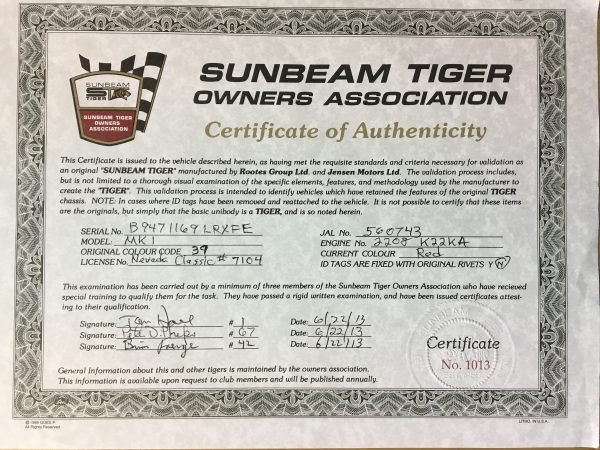 SUNBEAM
TIGER
SUNBEAM TIGER
OWNERS
ASSOCIATION
SUNBEAM TIGER
OWNERS ASSOCIATION
Certificate of Authenticity
This Certificate is issued to the vehicle described herein, as having met the requisite standards and criteria necessary for validation as
an original "SUNBEAM TIGER" manufactured by Rootes Group Ltd. and Jensen Motors Ltd. The validation process includes,
but is not limited to a thorough visual examination of the specific elements, features, and methodology used by the manufacturer to
create the "TIGER". This validation process is intended to identify vehicles which have retained the features of the original TIGER
chassis. NOTE: In cases where ID tags have been removed and reattached to the vehicle. It is not possible to certify that these
items are the originals, but simply that the basic unibody is a TIGER, and is so noted herein.
SERIAL No. B9471169 LRXFE JAL No. 560743
MODEL: MK1 ENGINE No. 2208 K22KA
ORIGINAL COLOUR CODE 39 CURRENT COLOUR Red
LICENSE No. Nevada Classic # 7104 ID TAGS ARE FIXED WITH ORIGINAL RIVETS Y N
This examination has been carried out by a minimum of three members of the Sunbeam Tiger Owners Association who have recieved
special training to qualify them for the task. They have passed a rigid written examination, and have been issued certificates attest-
ing to their qualification.
Signature: Tom Hall # 1 Date: 6/22/13
Signature: # 67 Date: 6/22/13
Signature: # 42 Date: 6/22/13
SUNBEAM
Certificate
No. 1013
General Information about this and other tigers is maintained by the owners association.
This information is available upon request to club members and will be published annually.
© 1989 GOES P
All Rights Reserved
LITHO. IN U.S.A.